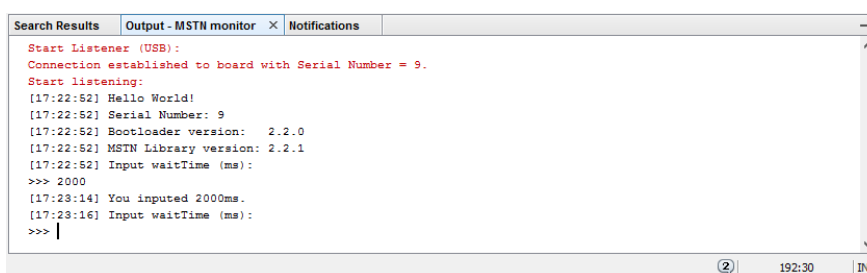 Search Results Output - MSTN monitor × Notifications
Start Listener (USB):
Connection established to board with Serial Number = 9.
Start listening:
[17:22:52] Hello World!
[17:22:52] Serial Number: 9
[17:22:52] Bootloader version:   2.2.0
[17:22:52] MSTN Library version: 2.2.1
[17:22:52] Input waitTime (ms):
>>> 2000
[17:23:14] You inputed 2000ms.
[17:23:16] Input waitTime (ms):
>>>
2 192:30 IN